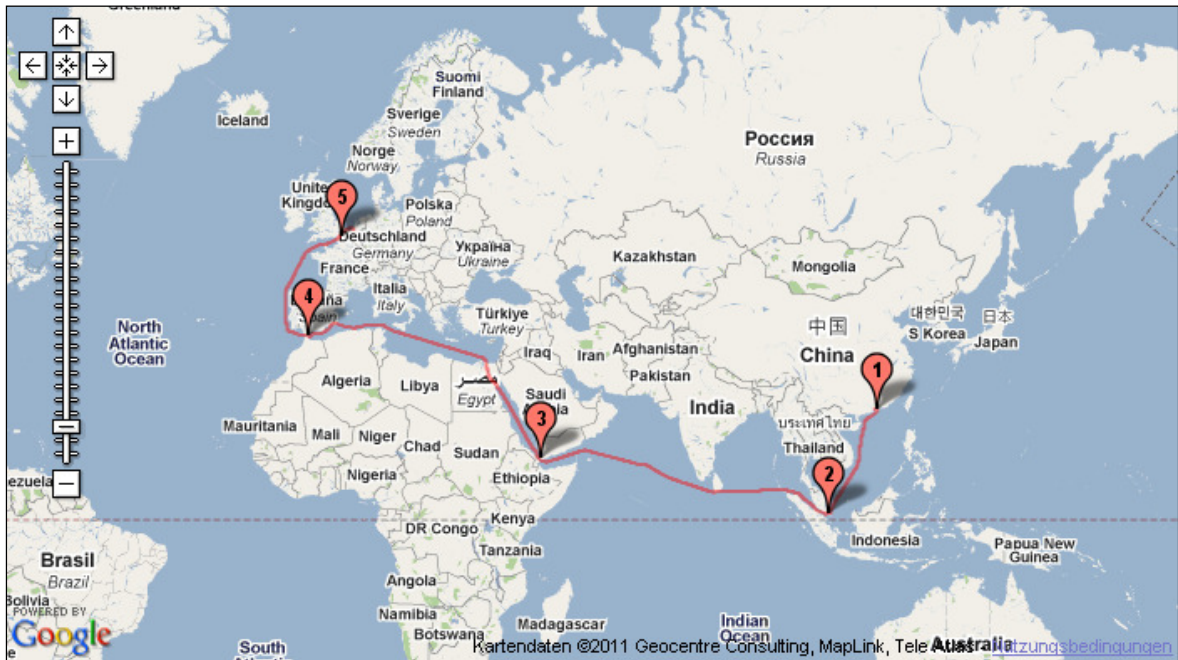 Greenland
Iceland
Suomi
Finland
Sverige
Sweden
Norge
Norway
Россия
Russia
United
Kingdom
5
Polska
Poland
Deutschland
Germany
Україна
Ukraine
France
Kazakhstan
Mongolia
4
España
Spain
Italia
Italy
Türkiye
Turkey
中国
China
대한민국
S Korea
日本
Japan
North
Atlantic
Ocean
Iraq
Iran
Afghanistan
Pakistan
1
Algeria
Libya
مصر
Egypt
Saudi
Arabia
3
India
ประเทศไทย
Thailand
Mauritania
Mali
Niger
Chad
Sudan
Nigeria
Ethiopia
2
Kenya
DR Congo
Tanzania
Indonesia
Papua New
Guinea
Brasil
Brazil
Bolivia
Angola
Namibia
Botswana
Madagascar
Indian
Ocean
Australia
South
POWERED BY
Google
Kartendaten ©2011 Geocentre Consulting, MapLink, Tele Atlas - Nutzungsbedingungen